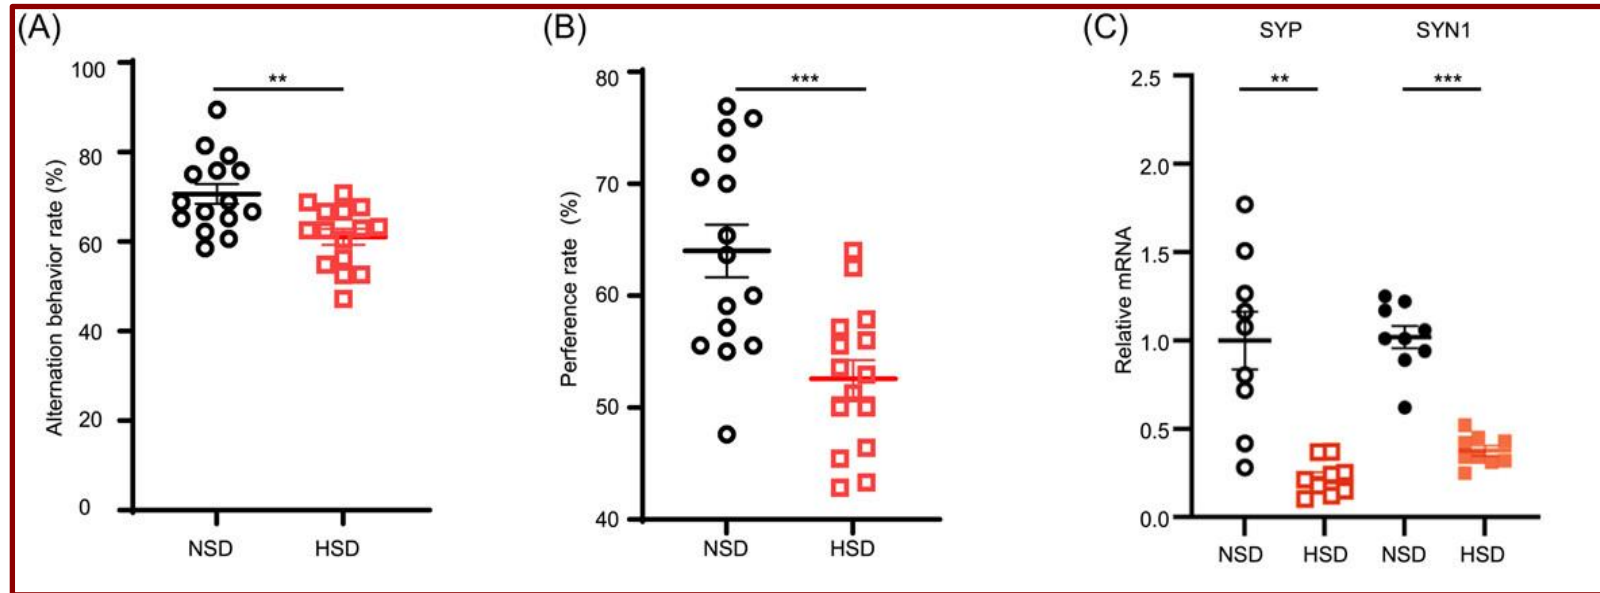 (A)
**
Alternation behavior rate (%)
100
80
60
40
20
0
NSD HSD
(B)
***
Perference rate (%)
80
70
60
50
40
NSD HSD
(C)
SYP SYN1
** ***
Relative mRNA
2.5
2.0
1.5
1.0
0.5
0.0
NSD HSD NSD HSD